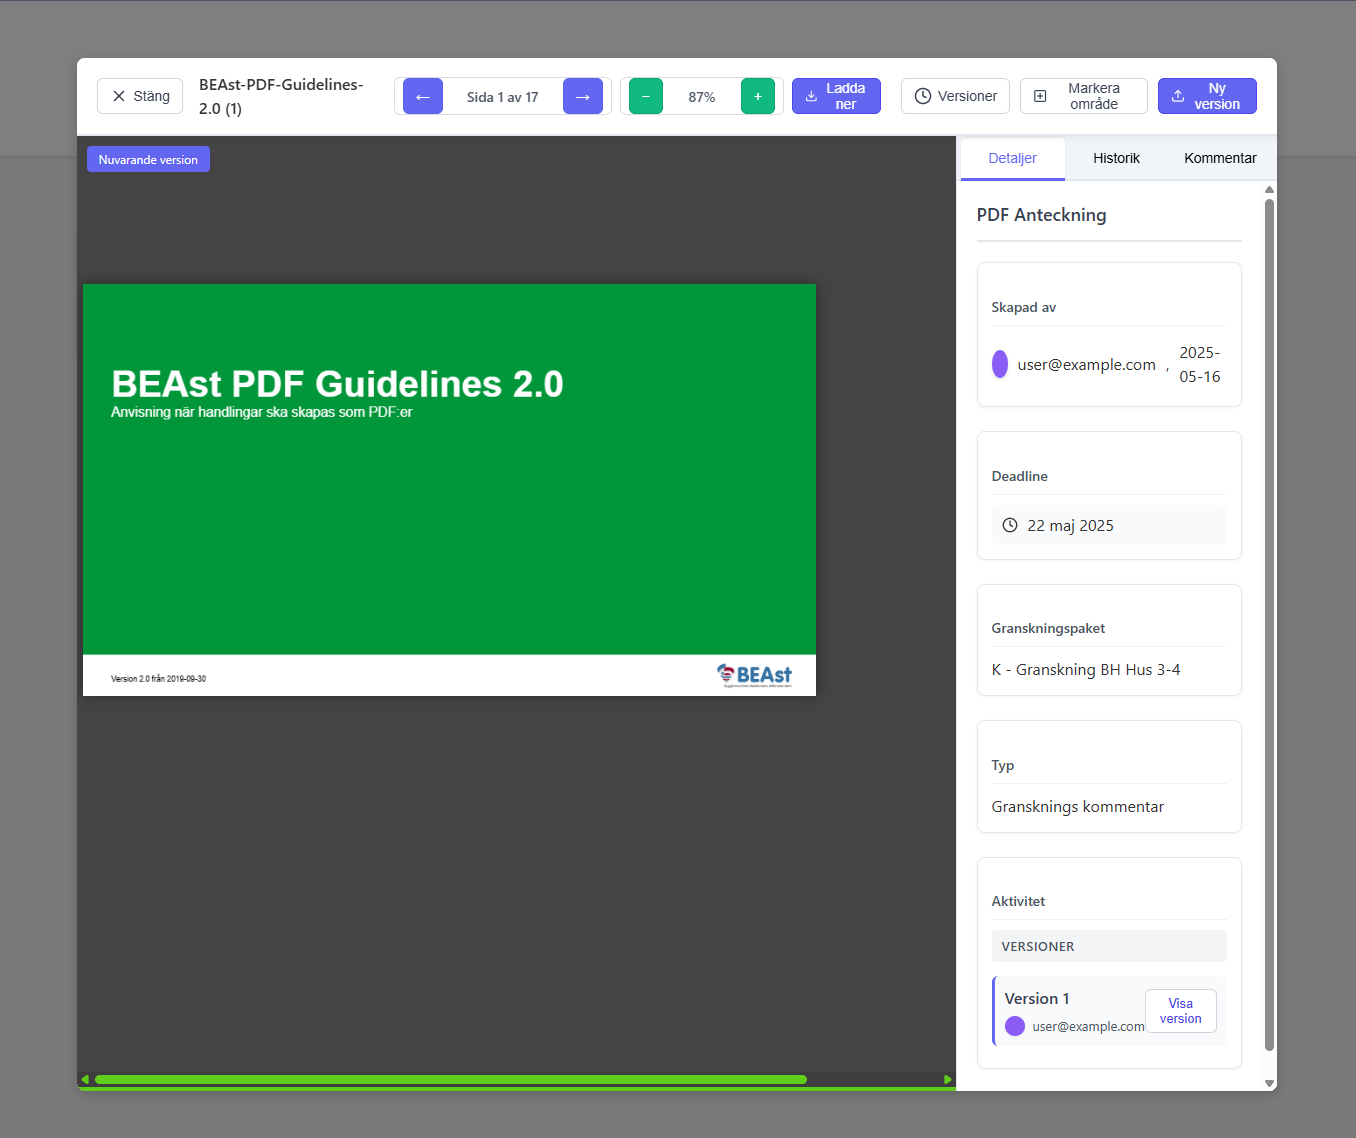 Stäng
BEAst-PDF-Guidelines-
2.0 (1)
← Sida 1 av 17 →
− 87% +
Ladda
ner
Versioner
Markera
område
Ny
version
Nuvarande version
BEAst PDF Guidelines 2.0
Anvisning när handlingar ska skapas som PDF:er
Version 2.0 från 2019-09-30
BEAst
Detaljer
Historik
Kommentar
PDF Anteckning
Skapad av
user@example.com , 2025-
05-16
Deadline
22 maj 2025
Granskningspaket
K - Granskning BH Hus 3-4
Typ
Gransknings kommentar
Aktivitet
VERSIONER
Version 1
user@example.com
Visa
version